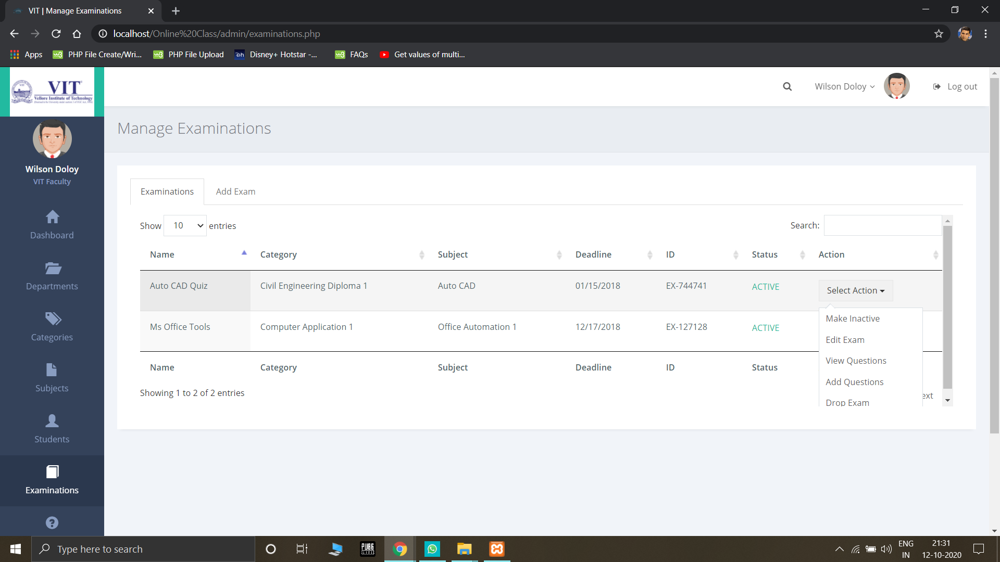 VIT | Manage Examinations
localhost/Online%20Class/admin/examinations.php
Apps
PHP File Create/Wri...
PHP File Upload
Disney+ Hotstar -...
FAQs
Get values of multi...
VIT
Vellore Institute of Technology
Wilson Doloy
Log out
Wilson Doloy
VIT Faculty
Dashboard
Departments
Categories
Subjects
Students
Examinations
Manage Examinations
Examinations
Add Exam
Show 10 entries
Search:
Name Category Subject Deadline ID Status Action
Auto CAD Quiz Civil Engineering Diploma 1 Auto CAD 01/15/2018 EX-744741 ACTIVE Select Action
Ms Office Tools Computer Application 1 Office Automation 1 12/17/2018 EX-127128 ACTIVE
Name Category Subject Deadline ID Status
Make Inactive
Edit Exam
View Questions
Add Questions
Drop Exam
Showing 1 to 2 of 2 entries
ext
Type here to search
PUBG
LITE
ENG
IN
21:31
12-10-2020